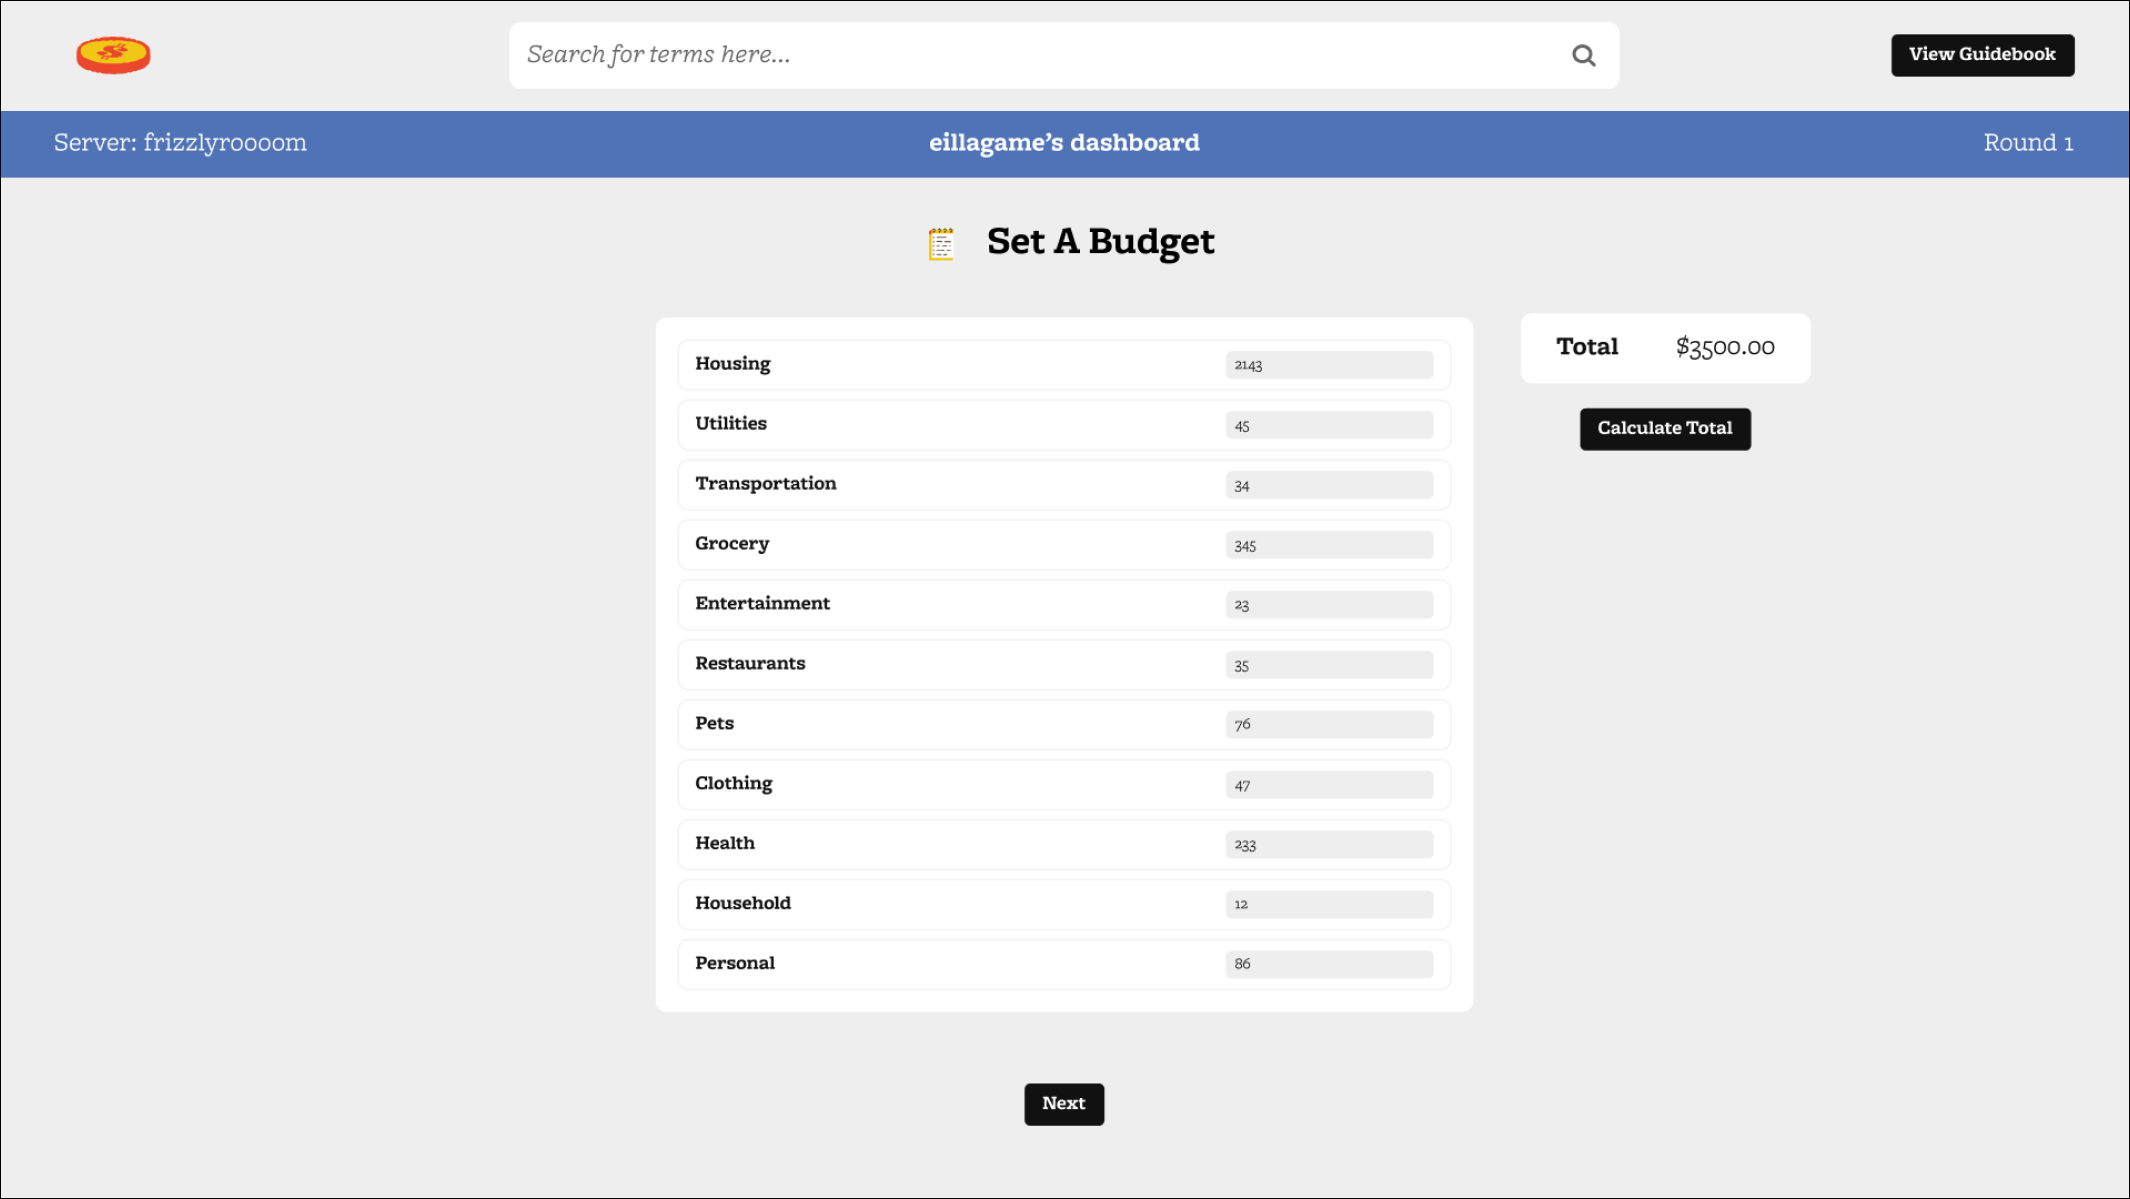 Search for terms here...
View Guidebook
Server: frizzlyroooom
eillagame's dashboard
Round 1
Set A Budget
Housing 2143
Utilities 45
Transportation 34
Grocery 345
Entertainment 23
Restaurants 35
Pets 76
Clothing 47
Health 233
Household 12
Personal 86
Total $3500.00
Calculate Total
Next